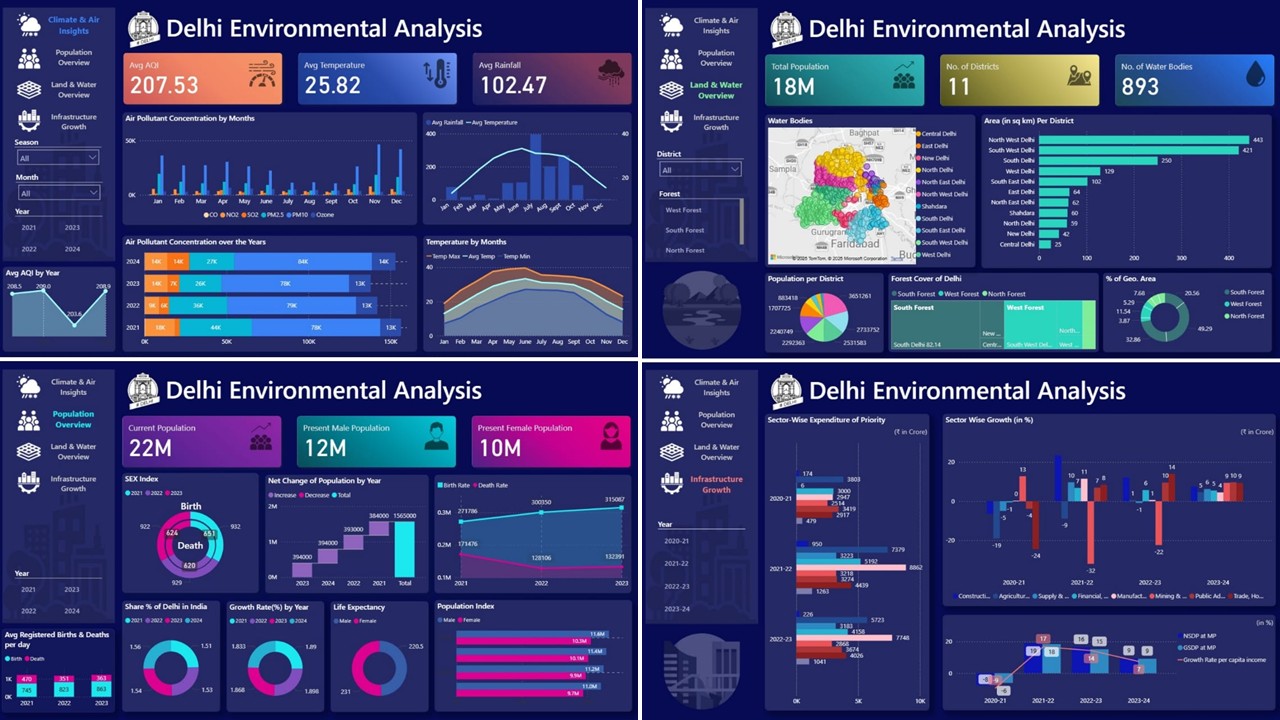 Climate & Air
Insights
Population
Overview
Land & Water
Overview
Infrastructure
Growth
Season
All
Month
All
Year
2021 2023
2022 2024
Avg AQI by Year
208.5 209.0 203.6 208.9
Delhi Environmental Analysis
Avg AQI
207.53
Avg Temperature
25.82
Avg Rainfall
102.47
Air Pollutant Concentration by Months
50K
0K
Jan Feb Mar Apr May June July Aug Sept Oct Nov Dec
CO NO2 SO2 PM2.5 PM10 Ozone
Avg Rainfall Avg Temperature
400 40
200 20
0
Jan Feb Mar Apr May June July Aug Sept Oct Nov Dec
Air Pollutant Concentration over the Years
2024 14K 14K 27K 84K 14K
2023 14K 7K 26K 78K 13K
2022 9K 6K 36K 79K 13K
2021 18K 44K 78K 13K
0K 50K 100K 150K
Temperature by Months
Temp Max Avg Temp Temp Min
40
20
0
Jan Feb Mar Apr May June July Aug Sept Oct Nov Dec
Climate & Air
Insights
Population
Overview
Land & Water
Overview
Infrastructure
Growth
District
All
Forest
West Forest
South Forest
North Forest
Delhi Environmental Analysis
Total Population
18M
No. of Districts
11
No. of Water Bodies
893
Water Bodies
Baghpat
Sampla
Gurugram
Faridabad
© 2025 TomTom, © 2025 Microsoft Corporation Terms
Central Delhi
East Delhi
New Delhi
North Delhi
North East Delhi
North West Delhi
Shahdara
South Delhi
South East Delhi
South West Delhi
West Delhi
Area (in sq km) Per District
North West Delhi 443
South West Delhi 421
South Delhi 250
West Delhi 129
South East Delhi 102
East Delhi 64
North East Delhi 62
Shahdara 60
North Delhi 59
New Delhi 42
Central Delhi 25
0 100 200 300 400
Population per District
883418 3651261
1707725
2240749 2733752
2292363 2531583
Forest Cover of Delhi
South Forest West Forest North Forest
South Forest West Forest
New ... North...
South Delhi 82.14 Centr... South West Del... West ...
% of Geo. Area
7.68 20.56
5.29
11.54
3.87
32.86 49.29
South Forest
West Forest
North Forest
Climate & Air
Insights
Population
Overview
Land & Water
Overview
Infrastructure
Growth
Year
2021 2023
2022 2024
Avg Registered Births & Deaths
per day
Birth Death
1K 470 351 363
0K 745 823 863
2021 2022 2023
Delhi Environmental Analysis
Current Population
22M
Present Male Population
12M
Present Female Population
10M
SEX Index
2021 2022 2023
Birth
922 624 651 932
Death
620
929
Net Change of Population by Year
Increase Decrease Total
2M
1M
0M
394000 394000 393000 384000 1565000
2023 2024 2022 2021 Total
Birth Rate Death Rate
0.3M 271786 300350 315087
0.2M 171476 128106 132391
0.1M
2021 2022 2023
Share % of Delhi in India
2021 2022 2023 2024
1.56 1.51
1.54 1.53
Growth Rate(%) by Year
2021 2022 2023 2024
1.833 1.89
1.868 1.898
Life Expectancy
Male Female
220.5
231
Population Index
Male Female
11.6M
10.3M
11.4M
10.1M
11.2M
9.9M
11.0M
9.7M
Climate & Air
Insights
Population
Overview
Land & Water
Overview
Infrastructure
Growth
Year
2020-21
2021-22
2022-23
2023-24
Delhi Environmental Analysis
Sector-Wise Expenditure of Priority
(₹ in Crore)
174
3803
6
3000
2020-21 2947
2514
3419
2917
479
950
7379
3223
5192
2021-22 8862
3218
3274
4439
1263
226
5723
3183
4158
2022-23 7748
2868
3674
4026
1041
0K 5K 10K
Sector Wise Growth (in %)
(₹ in Crore)
20
0
-20
-19 -5 -1 13 -4 -24
-9 10 7 11 -32 7 8
1 -1 6 1 -22 10 14
5 6 5 4 10 9 10 9
2020-21 2021-22 2022-23 2023-24
Constructi... Agricultur... Supply & ... Financial, ... Manufact... Mining & ... Public Ad... Trade, Ho...
(in %)
20
0
-6
19 17 18
16 14 15
9 7 9
2020-21 2021-22 2022-23 2023-24
NSDP at MP
GSDP at MP
Growth Rate per capita income